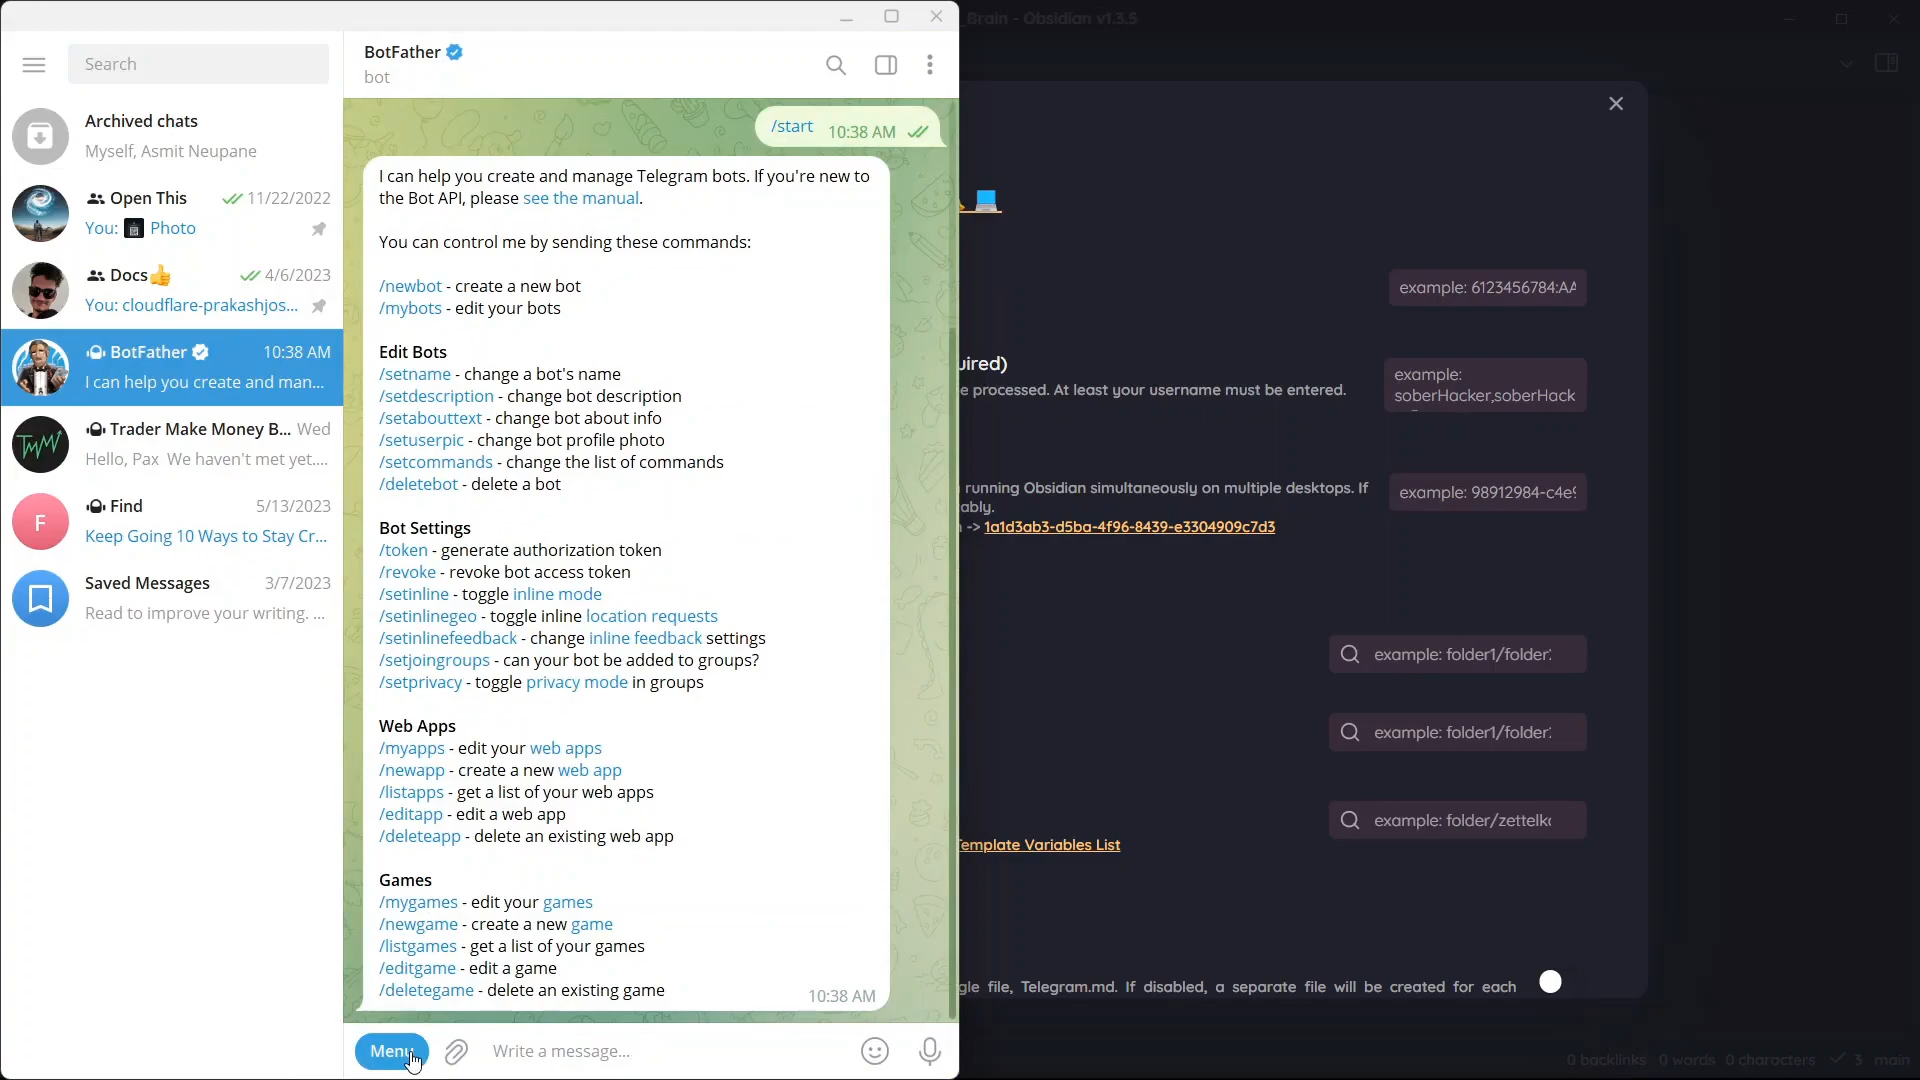 Search
Archived chats
Myself, Asmit Neupane
Open This 11/22/2022
You: Photo
Docs👍 4/6/2023
You: cloudflare-prakashjos...
BotFather 10:38 AM
I can help you create and man...
Trader Make Money B... Wed
Hello, Pax We haven't met yet....
F
Find 5/13/2023
Keep Going 10 Ways to Stay Cr...
Saved Messages 3/7/2023
Read to improve your writing. ...
BotFather
bot
/start 10:38 AM
I can help you create and manage Telegram bots. If you're new to
the Bot API, please see the manual.
You can control me by sending these commands:
/newbot - create a new bot
/mybots - edit your bots
Edit Bots
/setname - change a bot's name
/setdescription - change bot description
/setabouttext - change bot about info
/setuserpic - change bot profile photo
/setcommands - change the list of commands
/deletebot - delete a bot
Bot Settings
/token - generate authorization token
/revoke - revoke bot access token
/setinline - toggle inline mode
/setinlinegeo - toggle inline location requests
/setinlinefeedback - change inline feedback settings
/setjoingroups - can your bot be added to groups?
/setprivacy - toggle privacy mode in groups
Web Apps
/myapps - edit your web apps
/newapp - create a new web app
/listapps - get a list of your web apps
/editapp - edit a web app
/deleteapp - delete an existing web app
Games
/mygames - edit your games
/newgame - create a new game
/listgames - get a list of your games
/editgame - edit a game
/deletegame - delete an existing game
10:38 AM
Menu
Write a message...
Brain - Obsidian v1.3.5
example: 6123456784:AA
uired)
e processed. At least your username must be entered.
example:
soberHacker,soberHack
running Obsidian simultaneously on multiple desktops. If
ably.
-> 1a1d3ab3-d5ba-4f96-8439-e3304909c7d3
example: 98912984-c4e9
example: folder1/folder
example: folder1/folder
example: folder/zettelk
Template Variables List
gle file, Telegram.md. If disabled, a separate file will be created for each
0 backlinks 0 words 0 characters 3 main